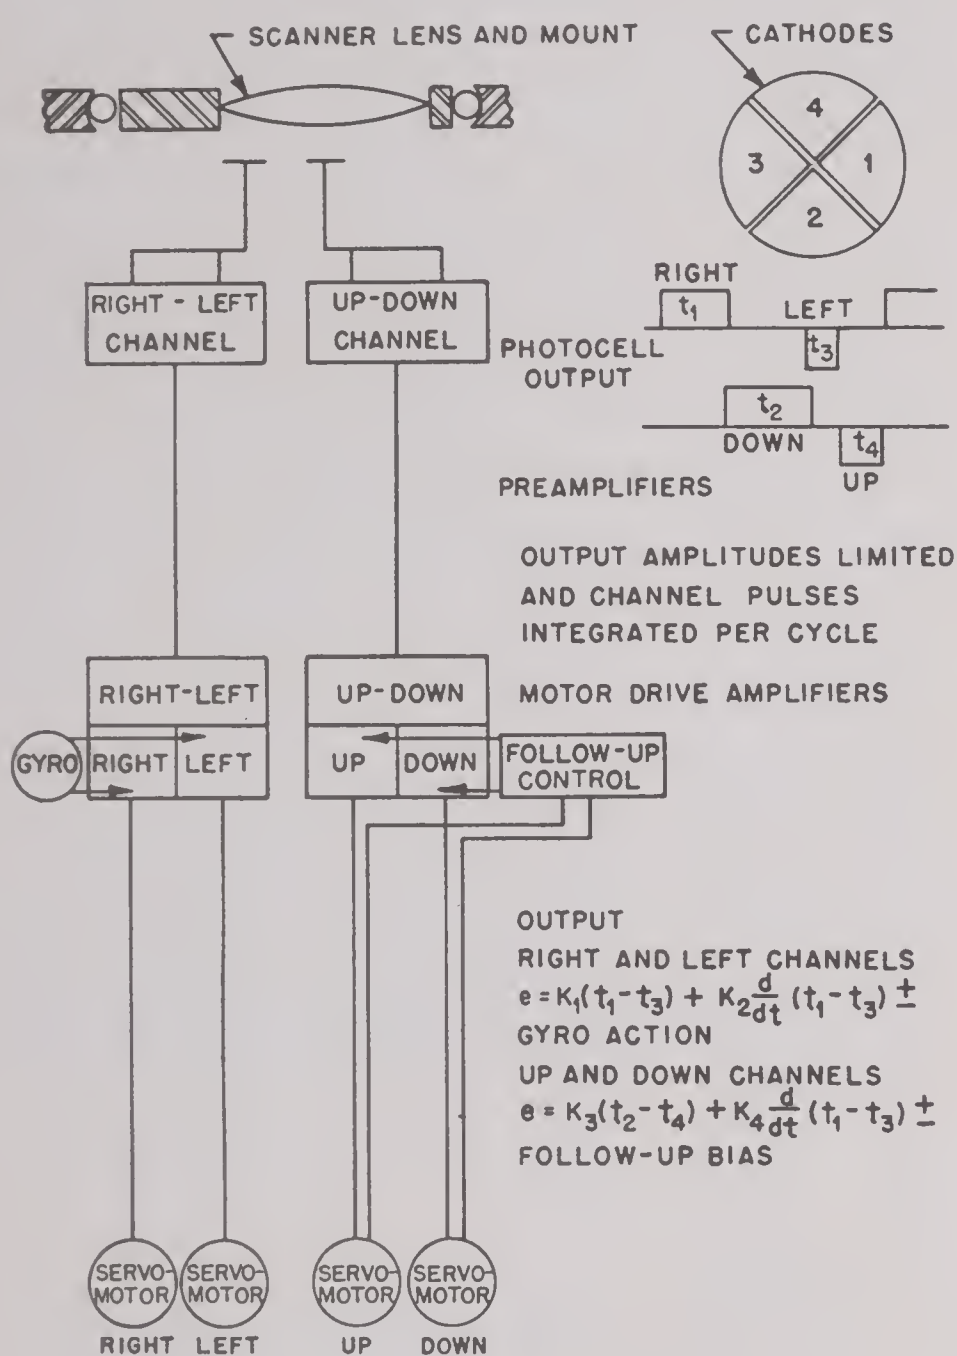 SCANNER LENS AND MOUNT
CATHODES
4
3
1
2
RIGHT
t₁
LEFT
t₃
RIGHT - LEFT
CHANNEL
UP-DOWN
CHANNEL
PHOTOCELL
OUTPUT
t₂
DOWN
t₄
UP
PREAMPLIFIERS
OUTPUT AMPLITUDES LIMITED
AND CHANNEL PULSES
INTEGRATED PER CYCLE
RIGHT-LEFT
UP-DOWN
MOTOR DRIVE AMPLIFIERS
GYRO
RIGHT
LEFT
UP
DOWN
FOLLOW-UP
CONTROL
OUTPUT
RIGHT AND LEFT CHANNELS
e = K₁(t₁-t₃) + K₂ d/dt (t₁-t₃) ±
GYRO ACTION
UP AND DOWN CHANNELS
e = K₃(t₂-t₄) + K₄ d/dt (t₁-t₃) ±
FOLLOW-UP BIAS
SERVO-
MOTOR
RIGHT
SERVO-
MOTOR
LEFT
SERVO-
MOTOR
UP
SERVO-
MOTOR
DOWN